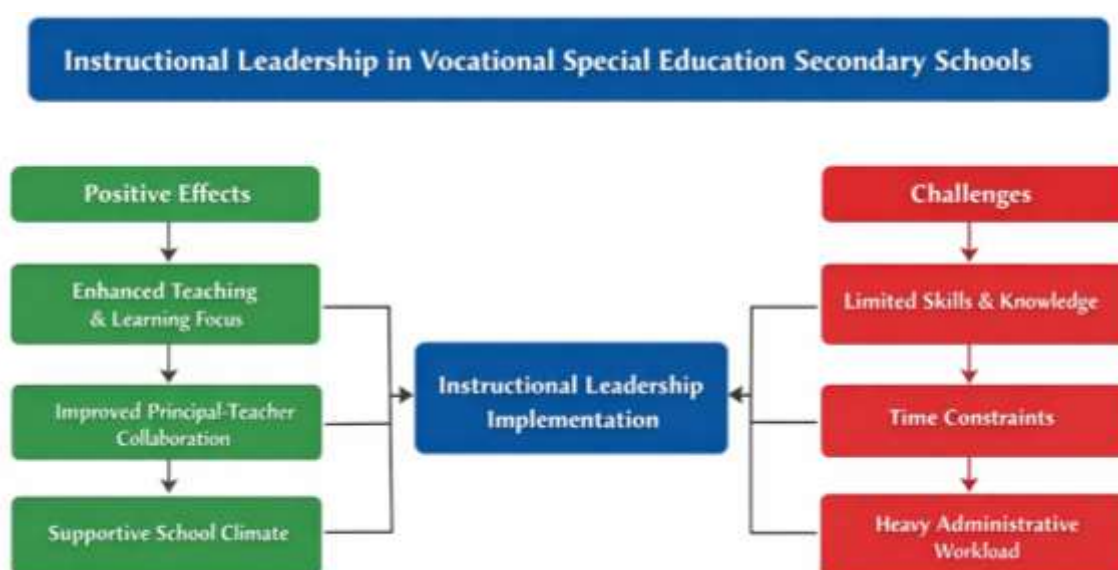 Instructional Leadership in Vocational Special Education Secondary Schools
Positive Effects
Enhanced Teaching
& Learning Focus
Improved Principal-Teacher
Collaboration
Supportive School Climate
Instructional Leadership
Implementation
Challenges
Limited Skills & Knowledge
Time Constraints
Heavy Administrative
Workload